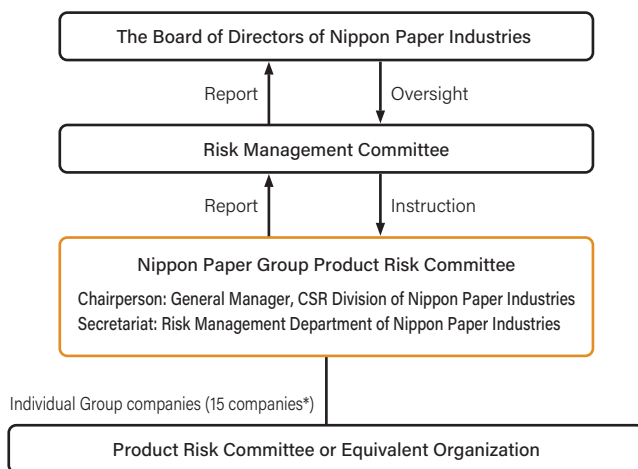 The Board of Directors of Nippon Paper Industries
Report
Oversight
Risk Management Committee
Report
Instruction
Nippon Paper Group Product Risk Committee
Chairperson: General Manager, CSR Division of Nippon Paper Industries
Secretariat: Risk Management Department of Nippon Paper Industries
Individual Group companies (15 companies*)
Product Risk Committee or Equivalent Organization